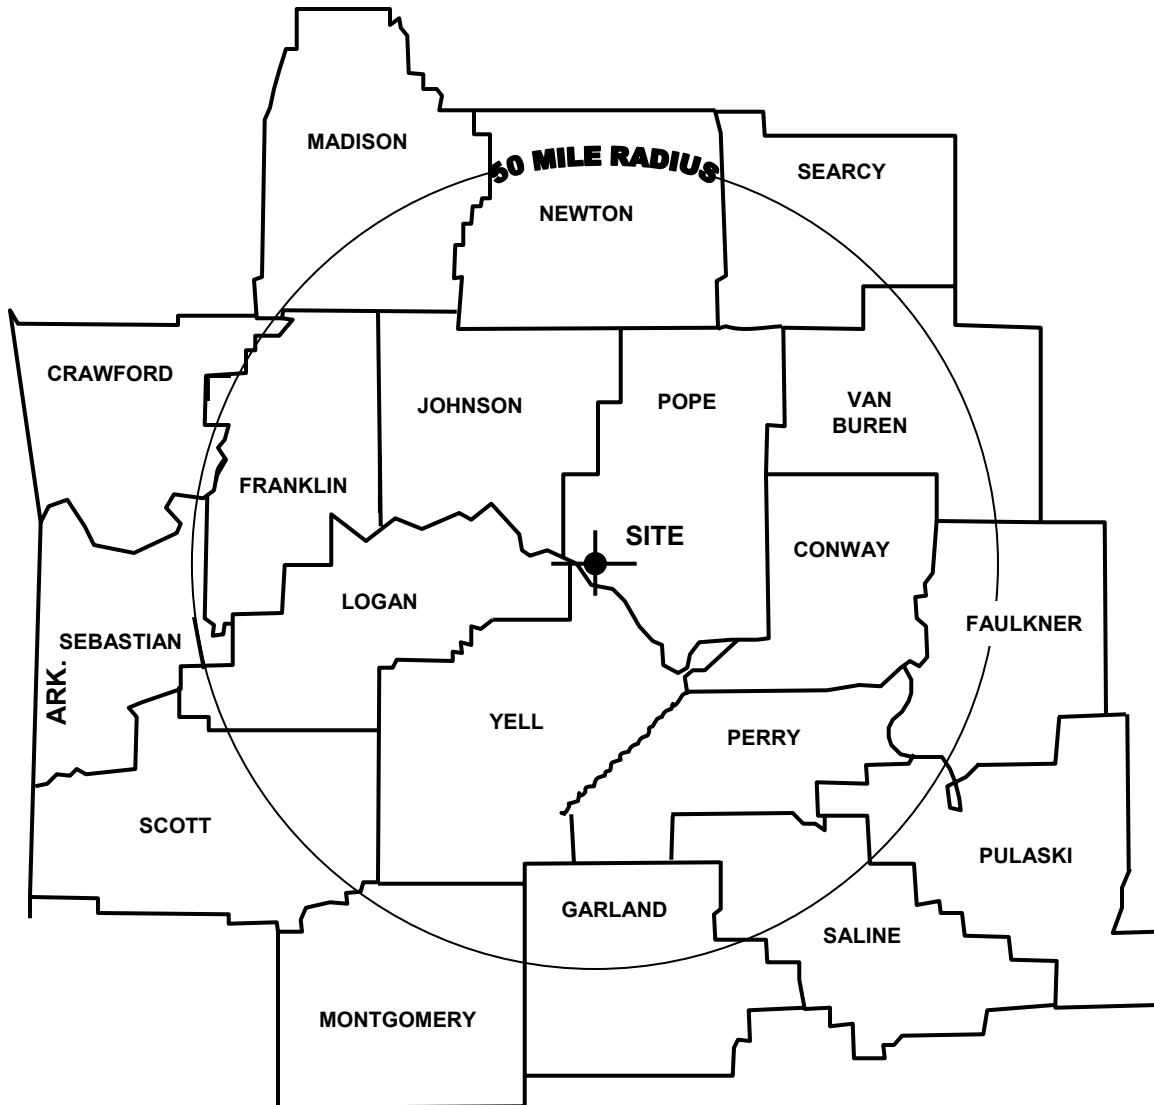 MADISON
50 MILE RADIUS
SEARCY
NEWTON
CRAWFORD
JOHNSON
POPE
VAN
BUREN
FRANKLIN
SITE
CONWAY
LOGAN
FAULKNER
SEBASTIAN
ARK.
YELL
PERRY
SCOTT
PULASKI
GARLAND
SALINE
MONTGOMERY